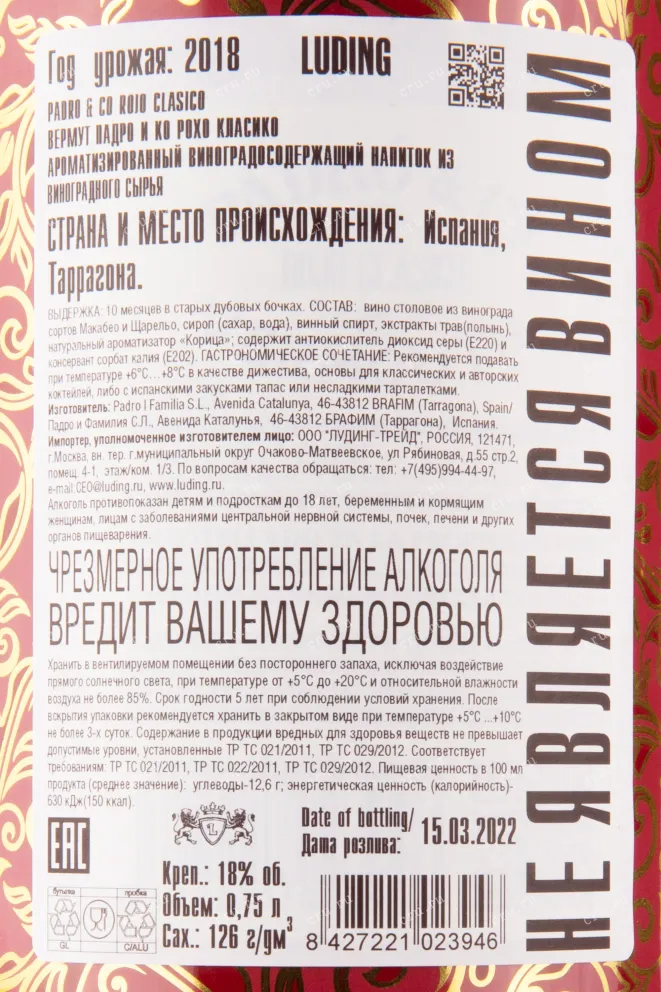 Год урожая: 2018 LUDING
PADRO & CO ROJO CLASICO
ВЕРМУТ ПАДРО И КО РОХО КЛАСИКО
АРОМАТИЗИРОВАННЫЙ ВИНОГРАДОСОДЕРЖАЩИЙ НАПИТОК ИЗ
ВИНОГРАДНОГО СЫРЬЯ
СТРАНА И МЕСТО ПРОИСХОЖДЕНИЯ: Испания,
Таррагона.
ВЫДЕРЖКА: 10 месяцев в старых дубовых бочках. СОСТАВ: вино столовое из винограда
сортов Макабео и Щарельо, сироп (сахар, вода), винный спирт, экстракты трав(полынь),
натуральный ароматизатор «Корица»; содержит антиокислитель диоксид серы (Е220) и
консервант сорбат калия (Е202). ГАСТРОНОМИЧЕСКОЕ СОЧЕТАНИЕ: Рекомендуется подавать
при температуре +6°С...+8°С в качестве дижестива, основы для классических и авторских
коктейлей, либо с испанскими закусками тапас или несладкими тарталетками.
Изготовитель: Padro I Familia S.L., Avenida Catalunya, 46-43812 BRAFIM (Tarragona), Spain/
Падро и Фамилия С.Л., Авенида Каталунья, 46-43812 БРАФИМ (Таррагона), Испания.
Импортер, уполномоченное изготовителем лицо: ООО "ЛУДИНГ-ТРЕЙД", РОССИЯ, 121471,
г.Москва, вн. тер. г.муниципальный округ Очаково-Матвеевское, ул Рябиновая, д.55 стр.2,
помещ. 4-1, этаж/ком. 1/3. По вопросам качества обращаться: тел: +7(495)994-44-97,
e-mail:CEO@luding.ru, www.luding.ru.
Алкоголь противопоказан детям и подросткам до 18 лет, беременным и кормящим
женщинам, лицам с заболеваниями центральной нервной системы, почек, печени и других
органов пищеварения.
ЧРЕЗМЕРНОЕ УПОТРЕБЛЕНИЕ АЛКОГОЛЯ
ВРЕДИТ ВАШЕМУ ЗДОРОВЬЮ
Хранить в вентилируемом помещении без постороннего запаха, исключая воздействие
прямого солнечного света, при температуре от +5°С до +20°С и относительной влажности
воздуха не более 85%. Срок годности 5 лет при соблюдении условий хранения. После
вскрытия упаковки рекомендуется хранить в закрытом виде при температуре +5°С ...+10°С
не более 3-х суток. Содержание в продукции вредных для здоровья веществ не превышает
допустимые уровни, установленные ТР ТС 021/2011, ТР ТС 029/2012. Соответствует
требованиям: ТР ТС 021/2011, ТР ТС 022/2011, ТР ТС 029/2012. Пищевая ценность в 100 мл
продукта (среднее значение): углеводы-12,6 г; энергетическая ценность (калорийность)-
630 кДж(150 ккал).
EAC
L
Date of bottling/
Дата розлива: 15.03.2022
Креп.: 18% об.
Объем: 0,75 л
Сах.: 126 г/дм³
бутылка пробка
GL C/ALU
8 427221 023946
НЕ ЯВЛЯЕТСЯ ВИНОМ